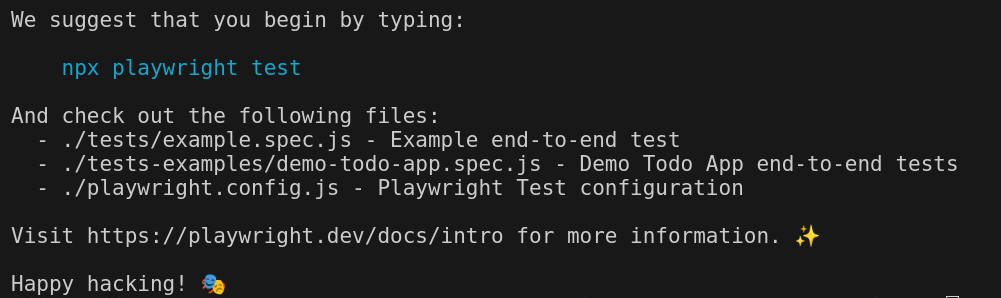 We suggest that you begin by typing:
npx playwright test
And check out the following files:
- ./tests/example.spec.js - Example end-to-end test
- ./tests-examples/demo-todo-app.spec.js - Demo Todo App end-to-end tests
- ./playwright.config.js - Playwright Test configuration
Visit https://playwright.dev/docs/intro for more information. ✨
Happy hacking! 🎭